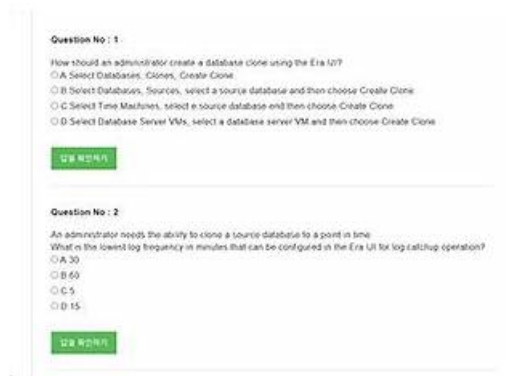 Question No : 1
How should an administrator create a database clone using the Era UI?
A Select Databases, Clones, Create Clone
B Select Databases, Sources, select a source database and then choose Create Clone
C Select Time Machines, select e source database end then choose Create Clone
D Select Database Server VMs, select a database server VM and then choose Create Clone
답을 확인하기
Question No : 2
An administrator needs the ability to clone a source database to a point in time
What is the lowest log frequency in minutes that can be configured in the Era UI for log catchup operation?
A 30
B 60
C 5
D 15
답을 확인하기